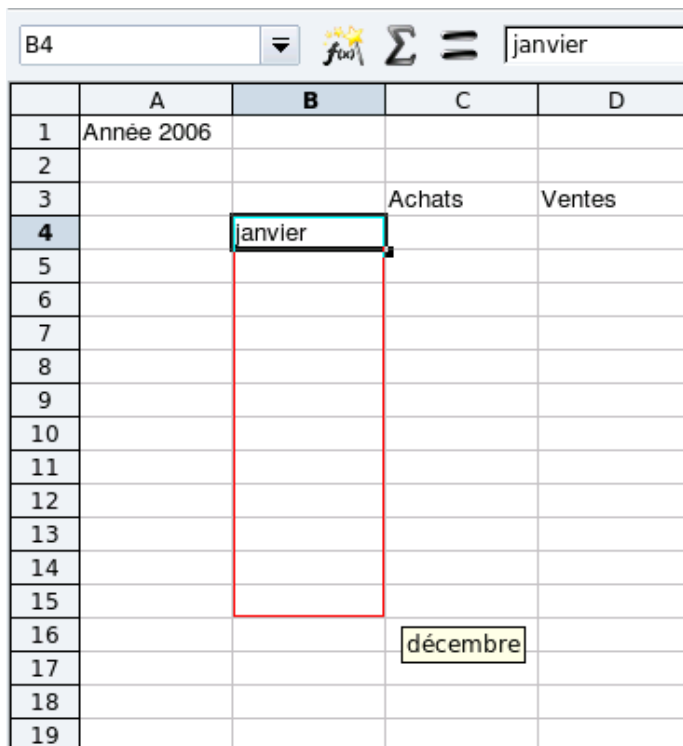 B4 f(x) Σ = janvier
A B C D
1 Année 2006
2
3 Achats Ventes
4 janvier
5
6
7
8
9
10
11
12
13
14
15
16 décembre
17
18
19